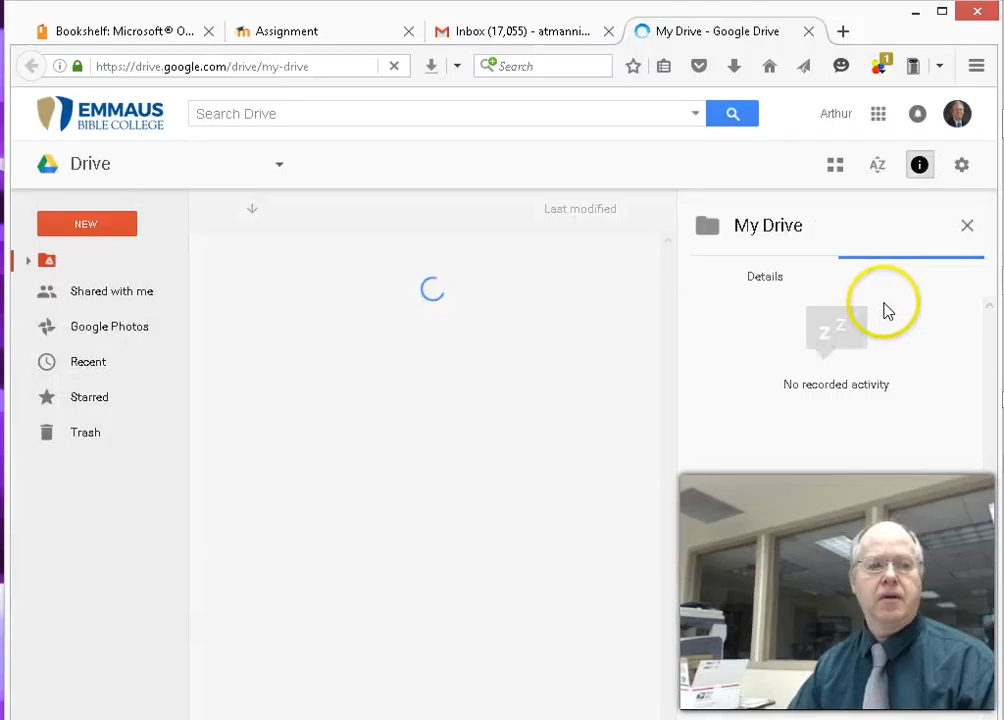 Bookshelf: Microsoft® O...
Assignment
Inbox (17,055) - atmanni...
My Drive - Google Drive
https://drive.google.com/drive/my-drive
Search
1
EMMAUS
BIBLE COLLEGE
Search Drive
Arthur
Drive
AZ
NEW
Last modified
My Drive
Shared with me
Details
Google Photos
z z
Recent
No recorded activity
Starred
Trash